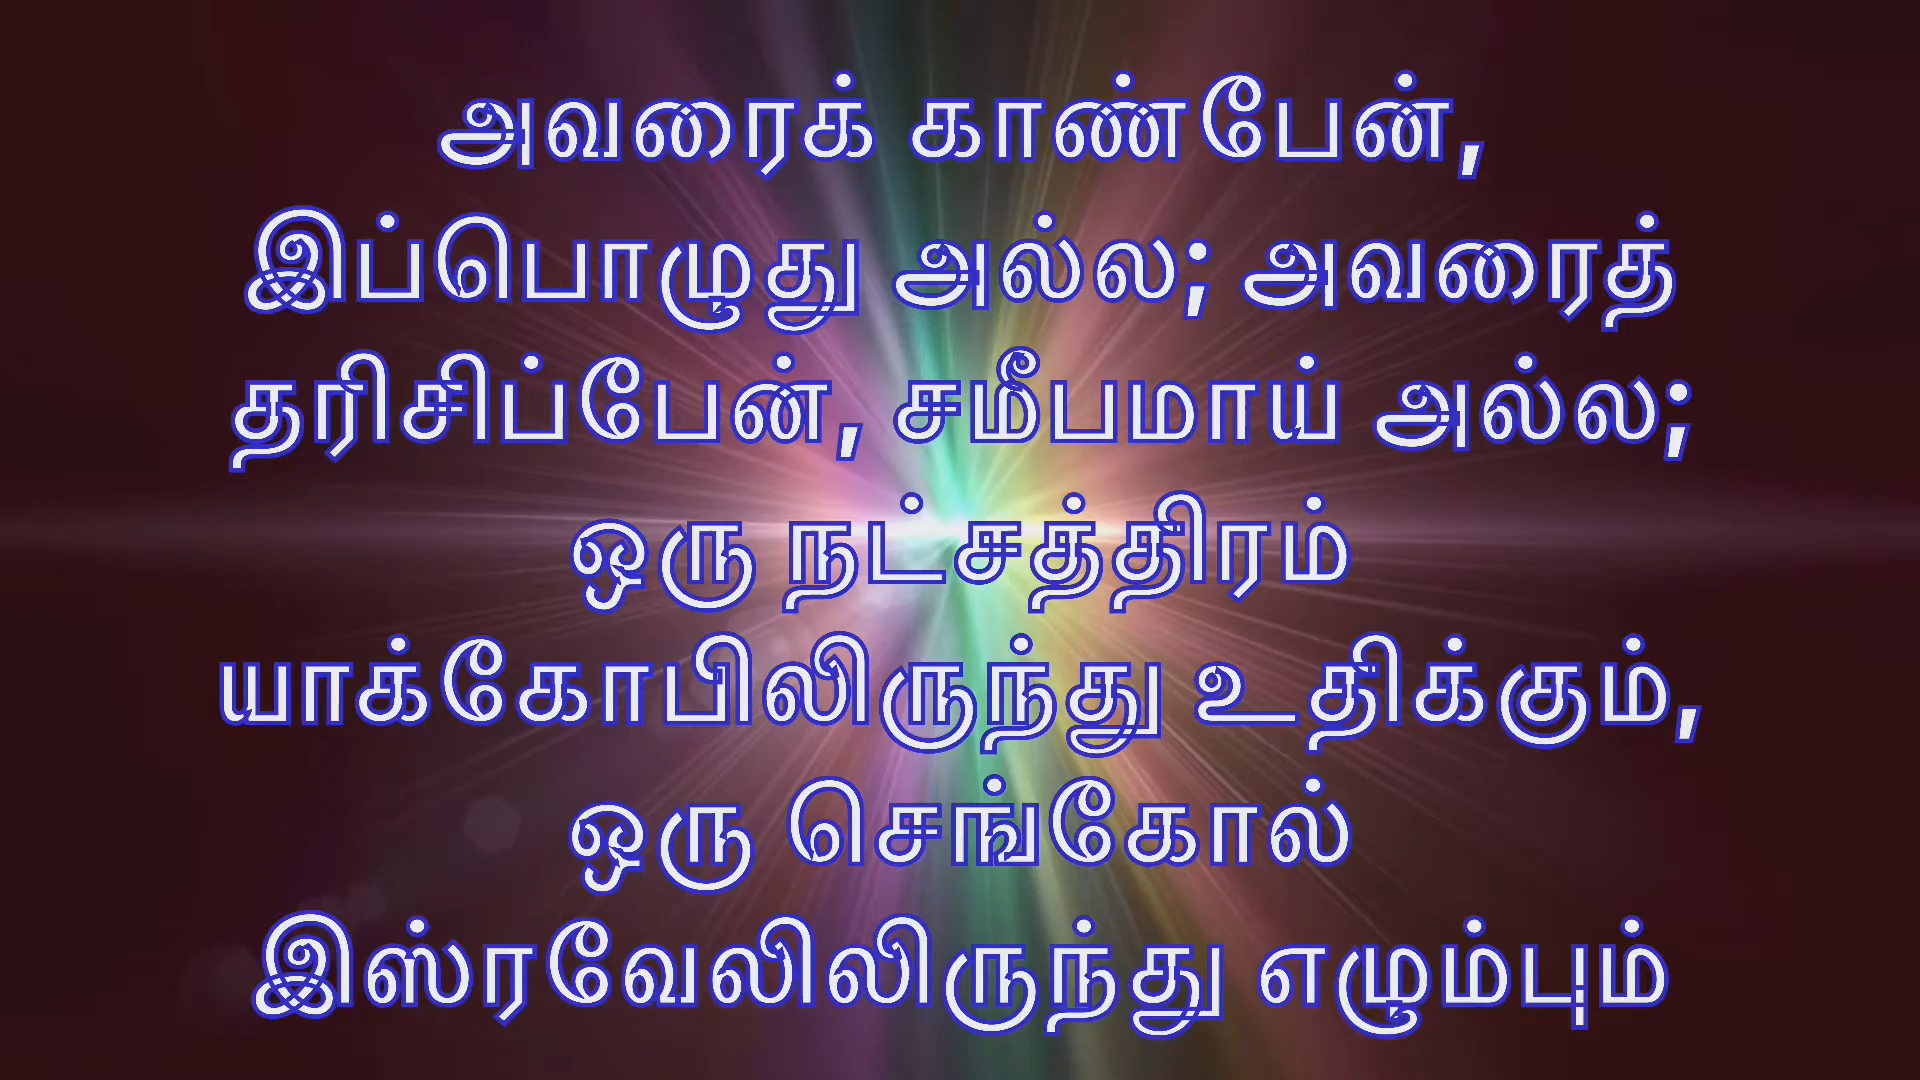 அவரைக் காண்பேன்,
இப்பொழுது அல்ல; அவரைத்
தரிசிப்பேன், சமீபமாய் அல்ல;
ஒரு நட்சத்திரம்
யாக்கோபிலிருந்து உதிக்கும்,
ஒரு செங்கோல்
இஸ்ரவேலிலிருந்து எழும்பும்